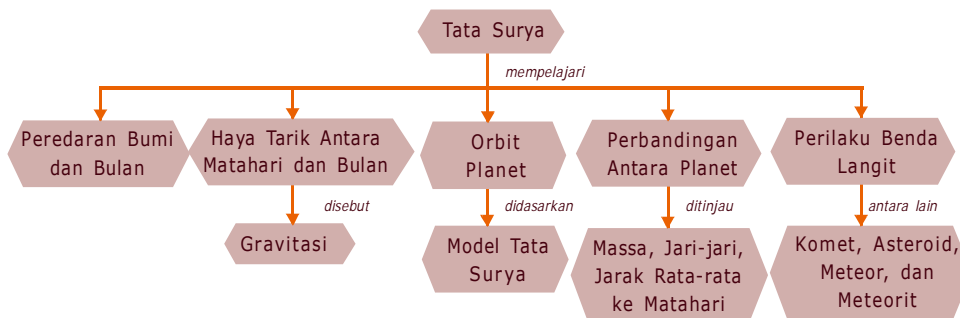 Tata Surya
mempelajari
Peredaran Bumi
dan Bulan
Haya Tarik Antara
Matahari dan Bulan
Orbit
Planet
Perbandingan
Antara Planet
Perilaku Benda
Langit
disebut
didasarkan
ditinjau
antara lain
Gravitasi
Model Tata
Surya
Massa, Jari-jari,
Jarak Rata-rata
ke Matahari
Komet, Asteroid,
Meteor, dan
Meteorit